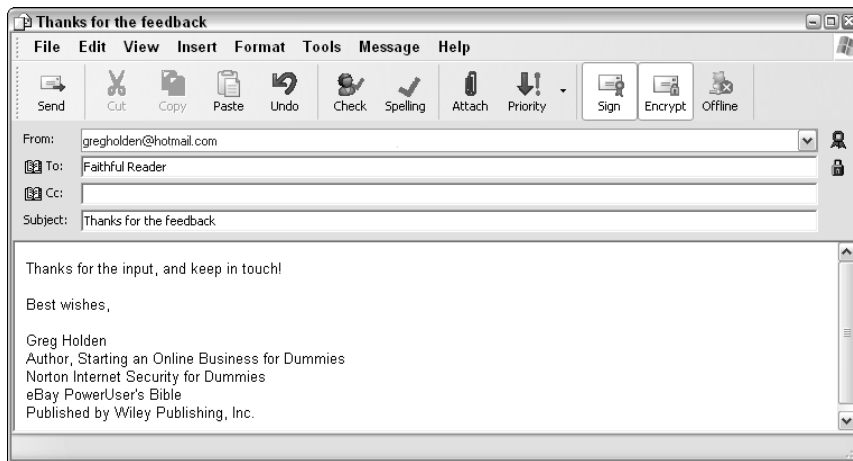 Thanks for the feedback
File Edit View Insert Format Tools Message Help
Send Cut Copy Paste Undo Check Spelling Attach Priority Sign Encrypt Offline
From: gregholden@hotmail.com
To: Faithful Reader
Cc:
Subject: Thanks for the feedback
Thanks for the input, and keep in touch!
Best wishes,
Greg Holden
Author, Starting an Online Business for Dummies
Norton Internet Security for Dummies
eBay PowerUser's Bible
Published by Wiley Publishing, Inc.